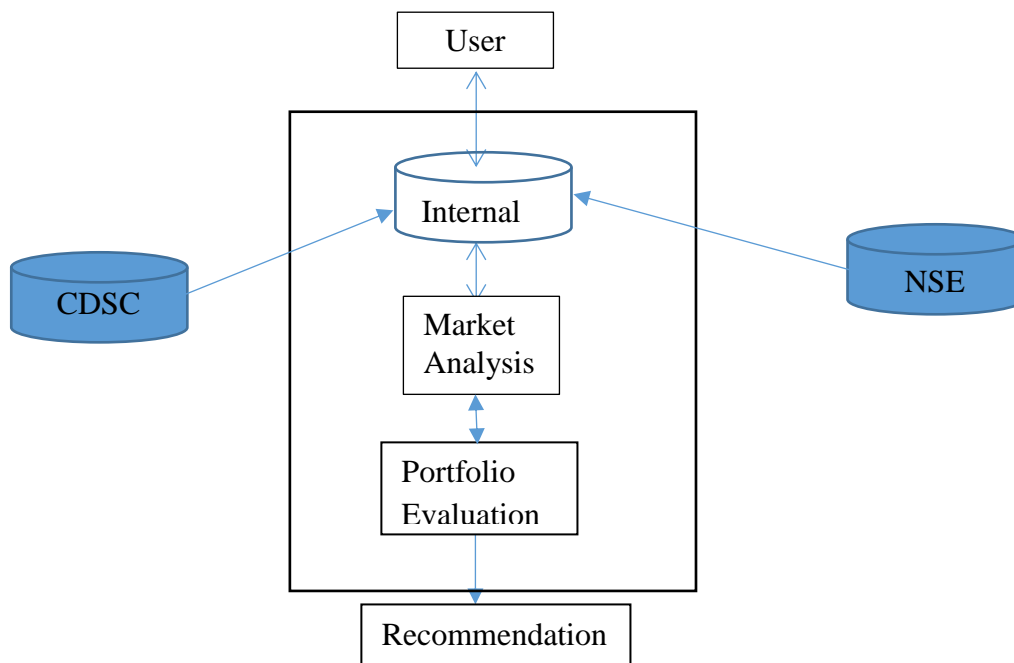 User
Internal
CDSC
NSE
Market
Analysis
Portfolio
Evaluation
Recommendation